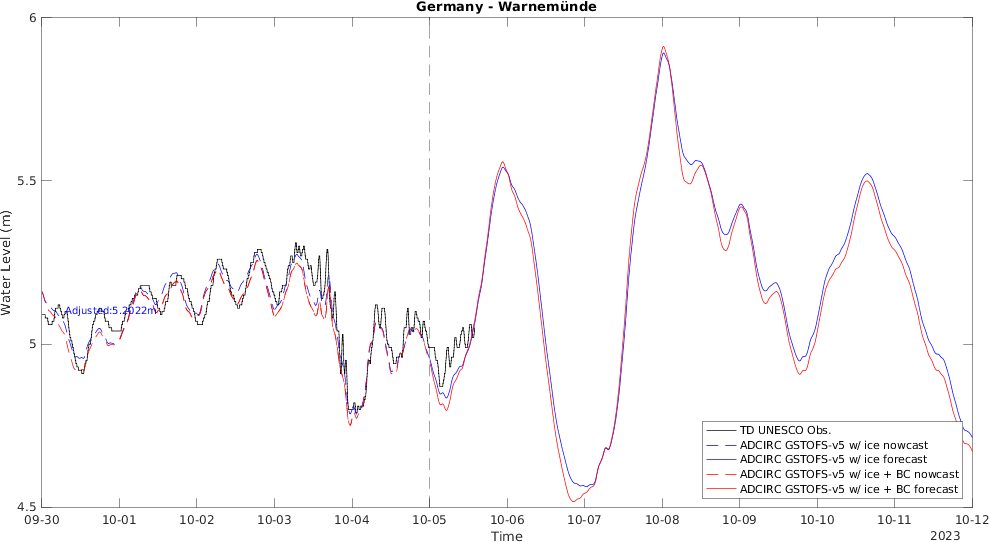 Germany - Warnemünde
6
5.5
5
4.5
Water Level (m)
Adjusted:5.2022m
TD UNESCO Obs.
ADCIRC GSTOFS-v5 w/ ice nowcast
ADCIRC GSTOFS-v5 w/ ice forecast
ADCIRC GSTOFS-v5 w/ ice + BC nowcast
ADCIRC GSTOFS-v5 w/ ice + BC forecast
09-30 10-01 10-02 10-03 10-04 10-05 10-06 10-07 10-08 10-09 10-10 10-11 10-12
Time
2023